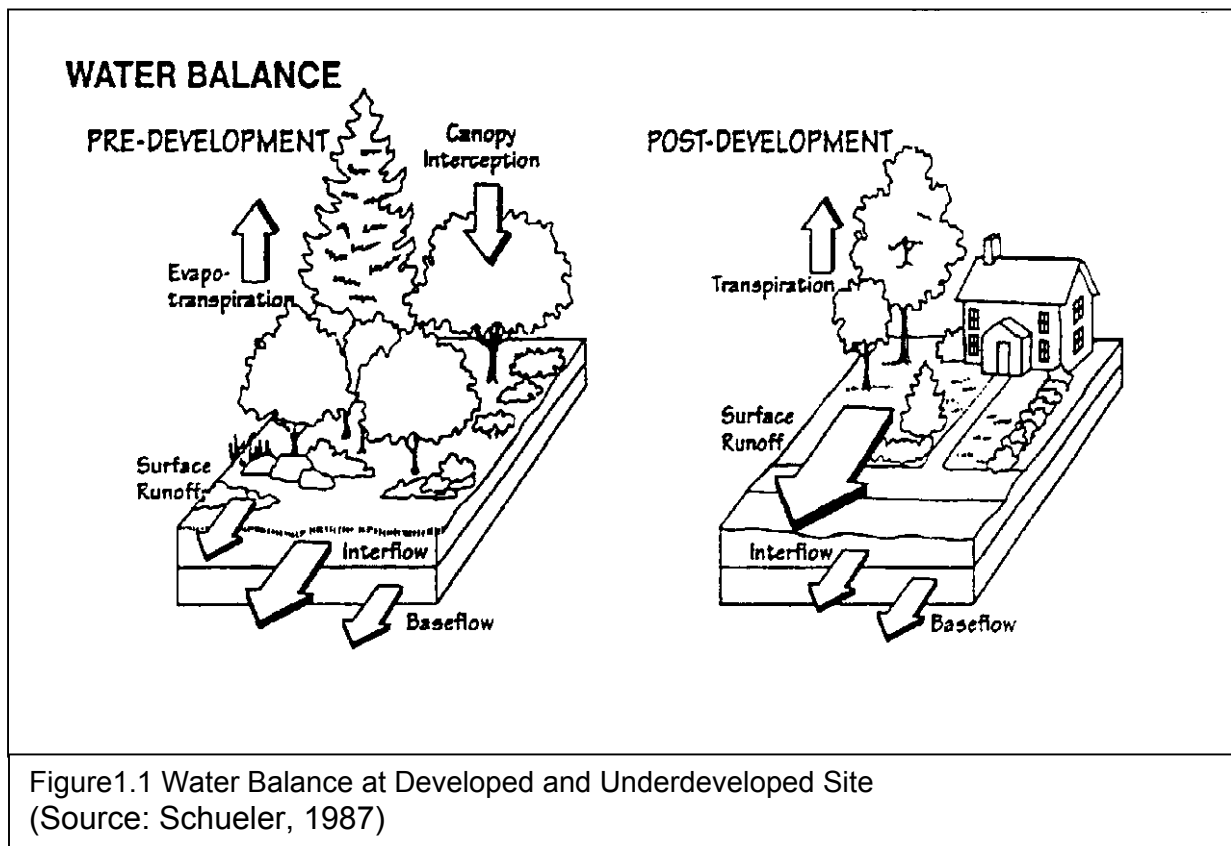 WATER BALANCE
PRE-DEVELOPMENT
Canopy
Interception
Evapo-
transpiration
Surface
Runoff
Interflow
Baseflow
POST-DEVELOPMENT
Transpiration
Surface
Runoff
Interflow
Baseflow
Figure1.1 Water Balance at Developed and Underdeveloped Site
(Source: Schueler, 1987)